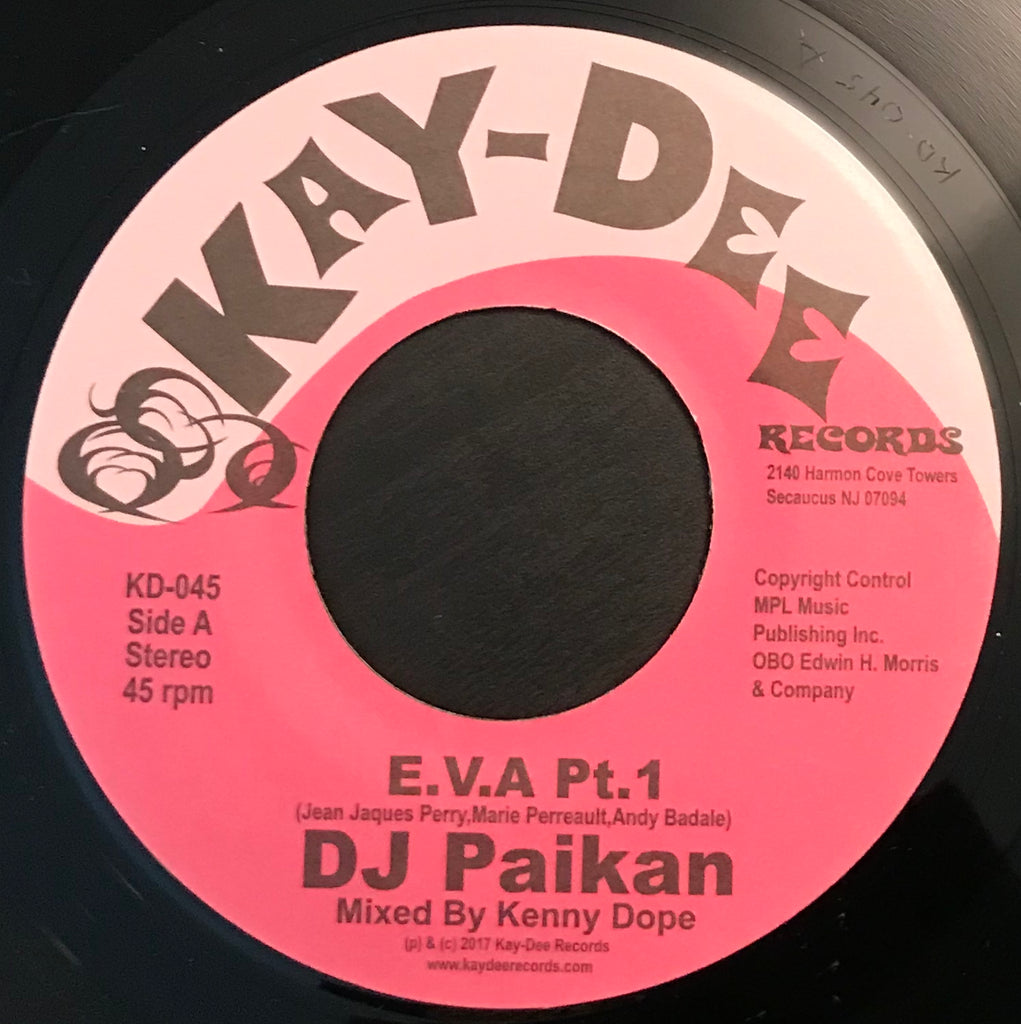 KAY-DEE
RECORDS
2140 Harmon Cove Towers
Secaucus NJ 07094
KD-045
Side A
Stereo
45 rpm
Copyright Control
MPL Music
Publishing Inc.
OBO Edwin H. Morris
& Company
E.V.A Pt.1
(Jean Jaques Perry,Marie Perreault,Andy Badale)
DJ Paikan
Mixed By Kenny Dope
(p) & (c) 2017 Kay-Dee Records
www.kaydeerecords.com
KD-045-A